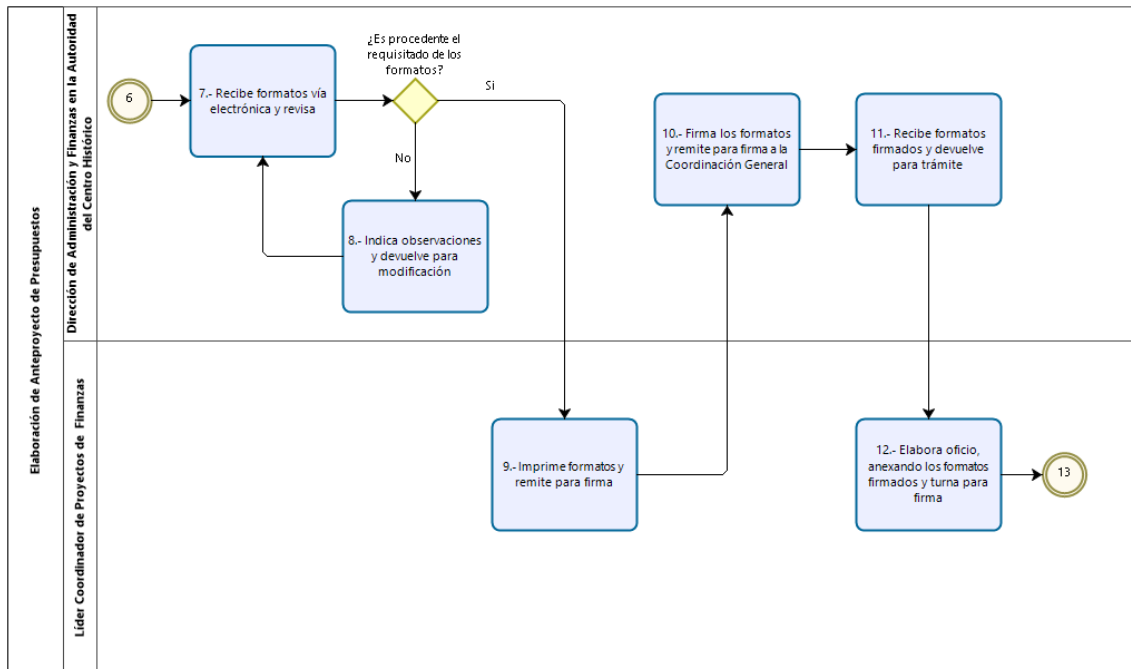 Elaboración de Anteproyecto de Presupuestos
Dirección de Administración y Finanzas en la Autoridad
del Centro Histórico
6
7.- Recibe formatos vía
electrónica y revisa
¿Es procedente el
requisitado de los
formatos?
Si
No
8.- Indica observaciones
y devuelve para
modificación
10.- Firma los formatos
y remite para firma a la
Coordinación General
11.- Recibe formatos
firmados y devuelve
para trámite
Líder Coordinador de Proyectos de Finanzas
9.- Imprime formatos y
remite para firma
12.- Elabora oficio,
anexando los fomatos
firmados y turna para
firma
13